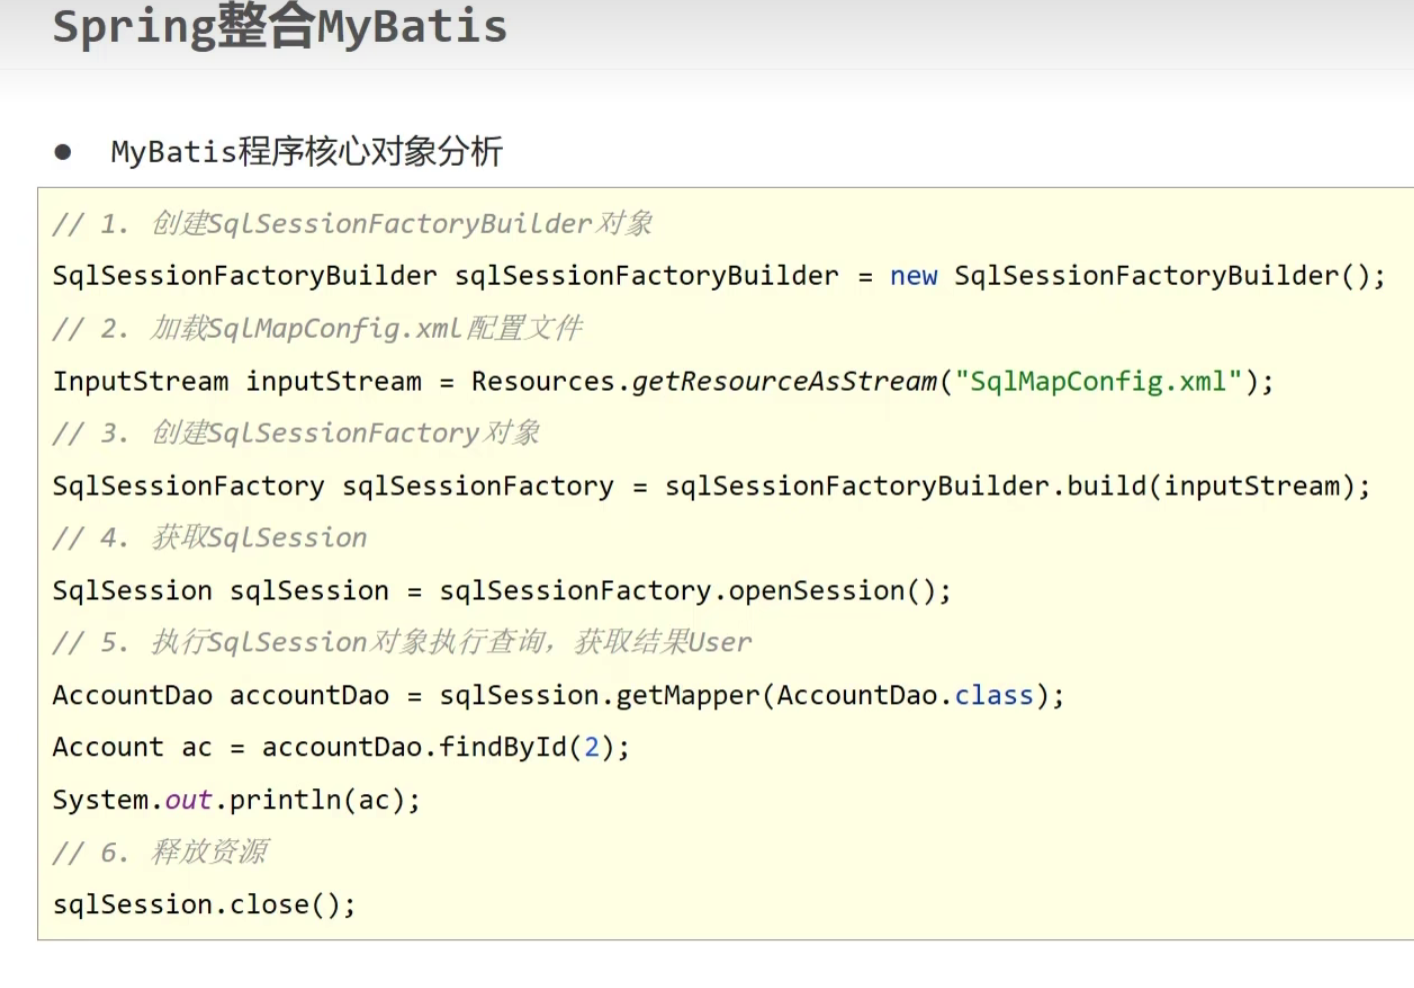 Spring整合MyBatis
● MyBatis程序核心对象分析
// 1. 创建SqlSessionFactoryBuilder对象
SqlSessionFactoryBuilder sqlSessionFactoryBuilder = new SqlSessionFactoryBuilder();
// 2. 加载SqlMapConfig.xml配置文件
InputStream inputStream = Resources.getResourceAsStream("SqlMapConfig.xml");
// 3. 创建SqlSessionFactory对象
SqlSessionFactory sqlSessionFactory = sqlSessionFactoryBuilder.build(inputStream);
// 4. 获取SqlSession
SqlSession sqlSession = sqlSessionFactory.openSession();
// 5. 执行SqlSession对象执行查询，获取结果User
AccountDao accountDao = sqlSession.getMapper(AccountDao.class);
Account ac = accountDao.findById(2);
System.out.println(ac);
// 6. 释放资源
sqlSession.close();